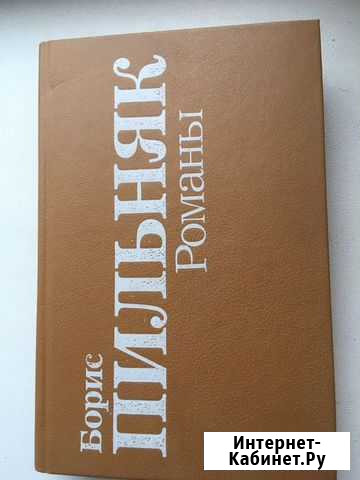 Борис
ПИЛЬНЯК
Романы
Интернет-
Кабинет.Ру